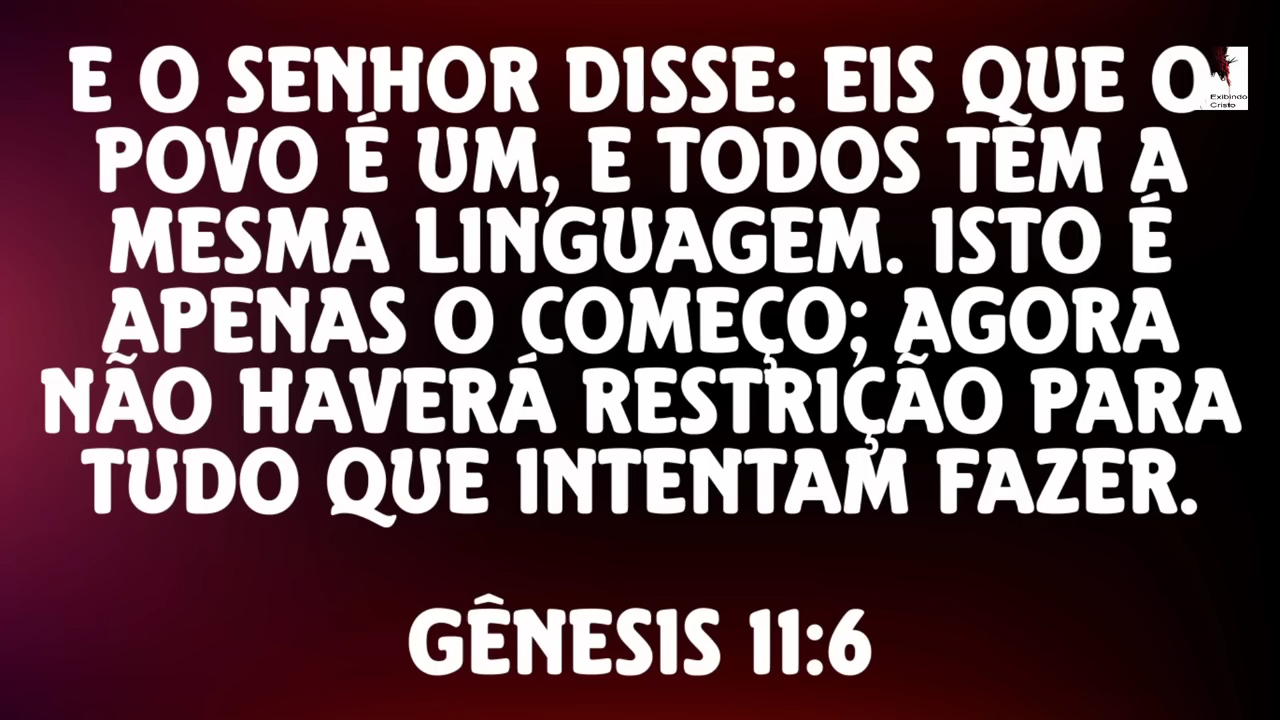 E O SENHOR DISSE: EIS QUE O
POVO É UM, E TODOS TÊM A
MESMA LINGUAGEM. ISTO É
APENAS O COMEÇO; AGORA
NÃO HAVERÁ RESTRIÇÃO PARA
TUDO QUE INTENTAM FAZER.
GÊNESIS 11:6
Exibindo
Cristo